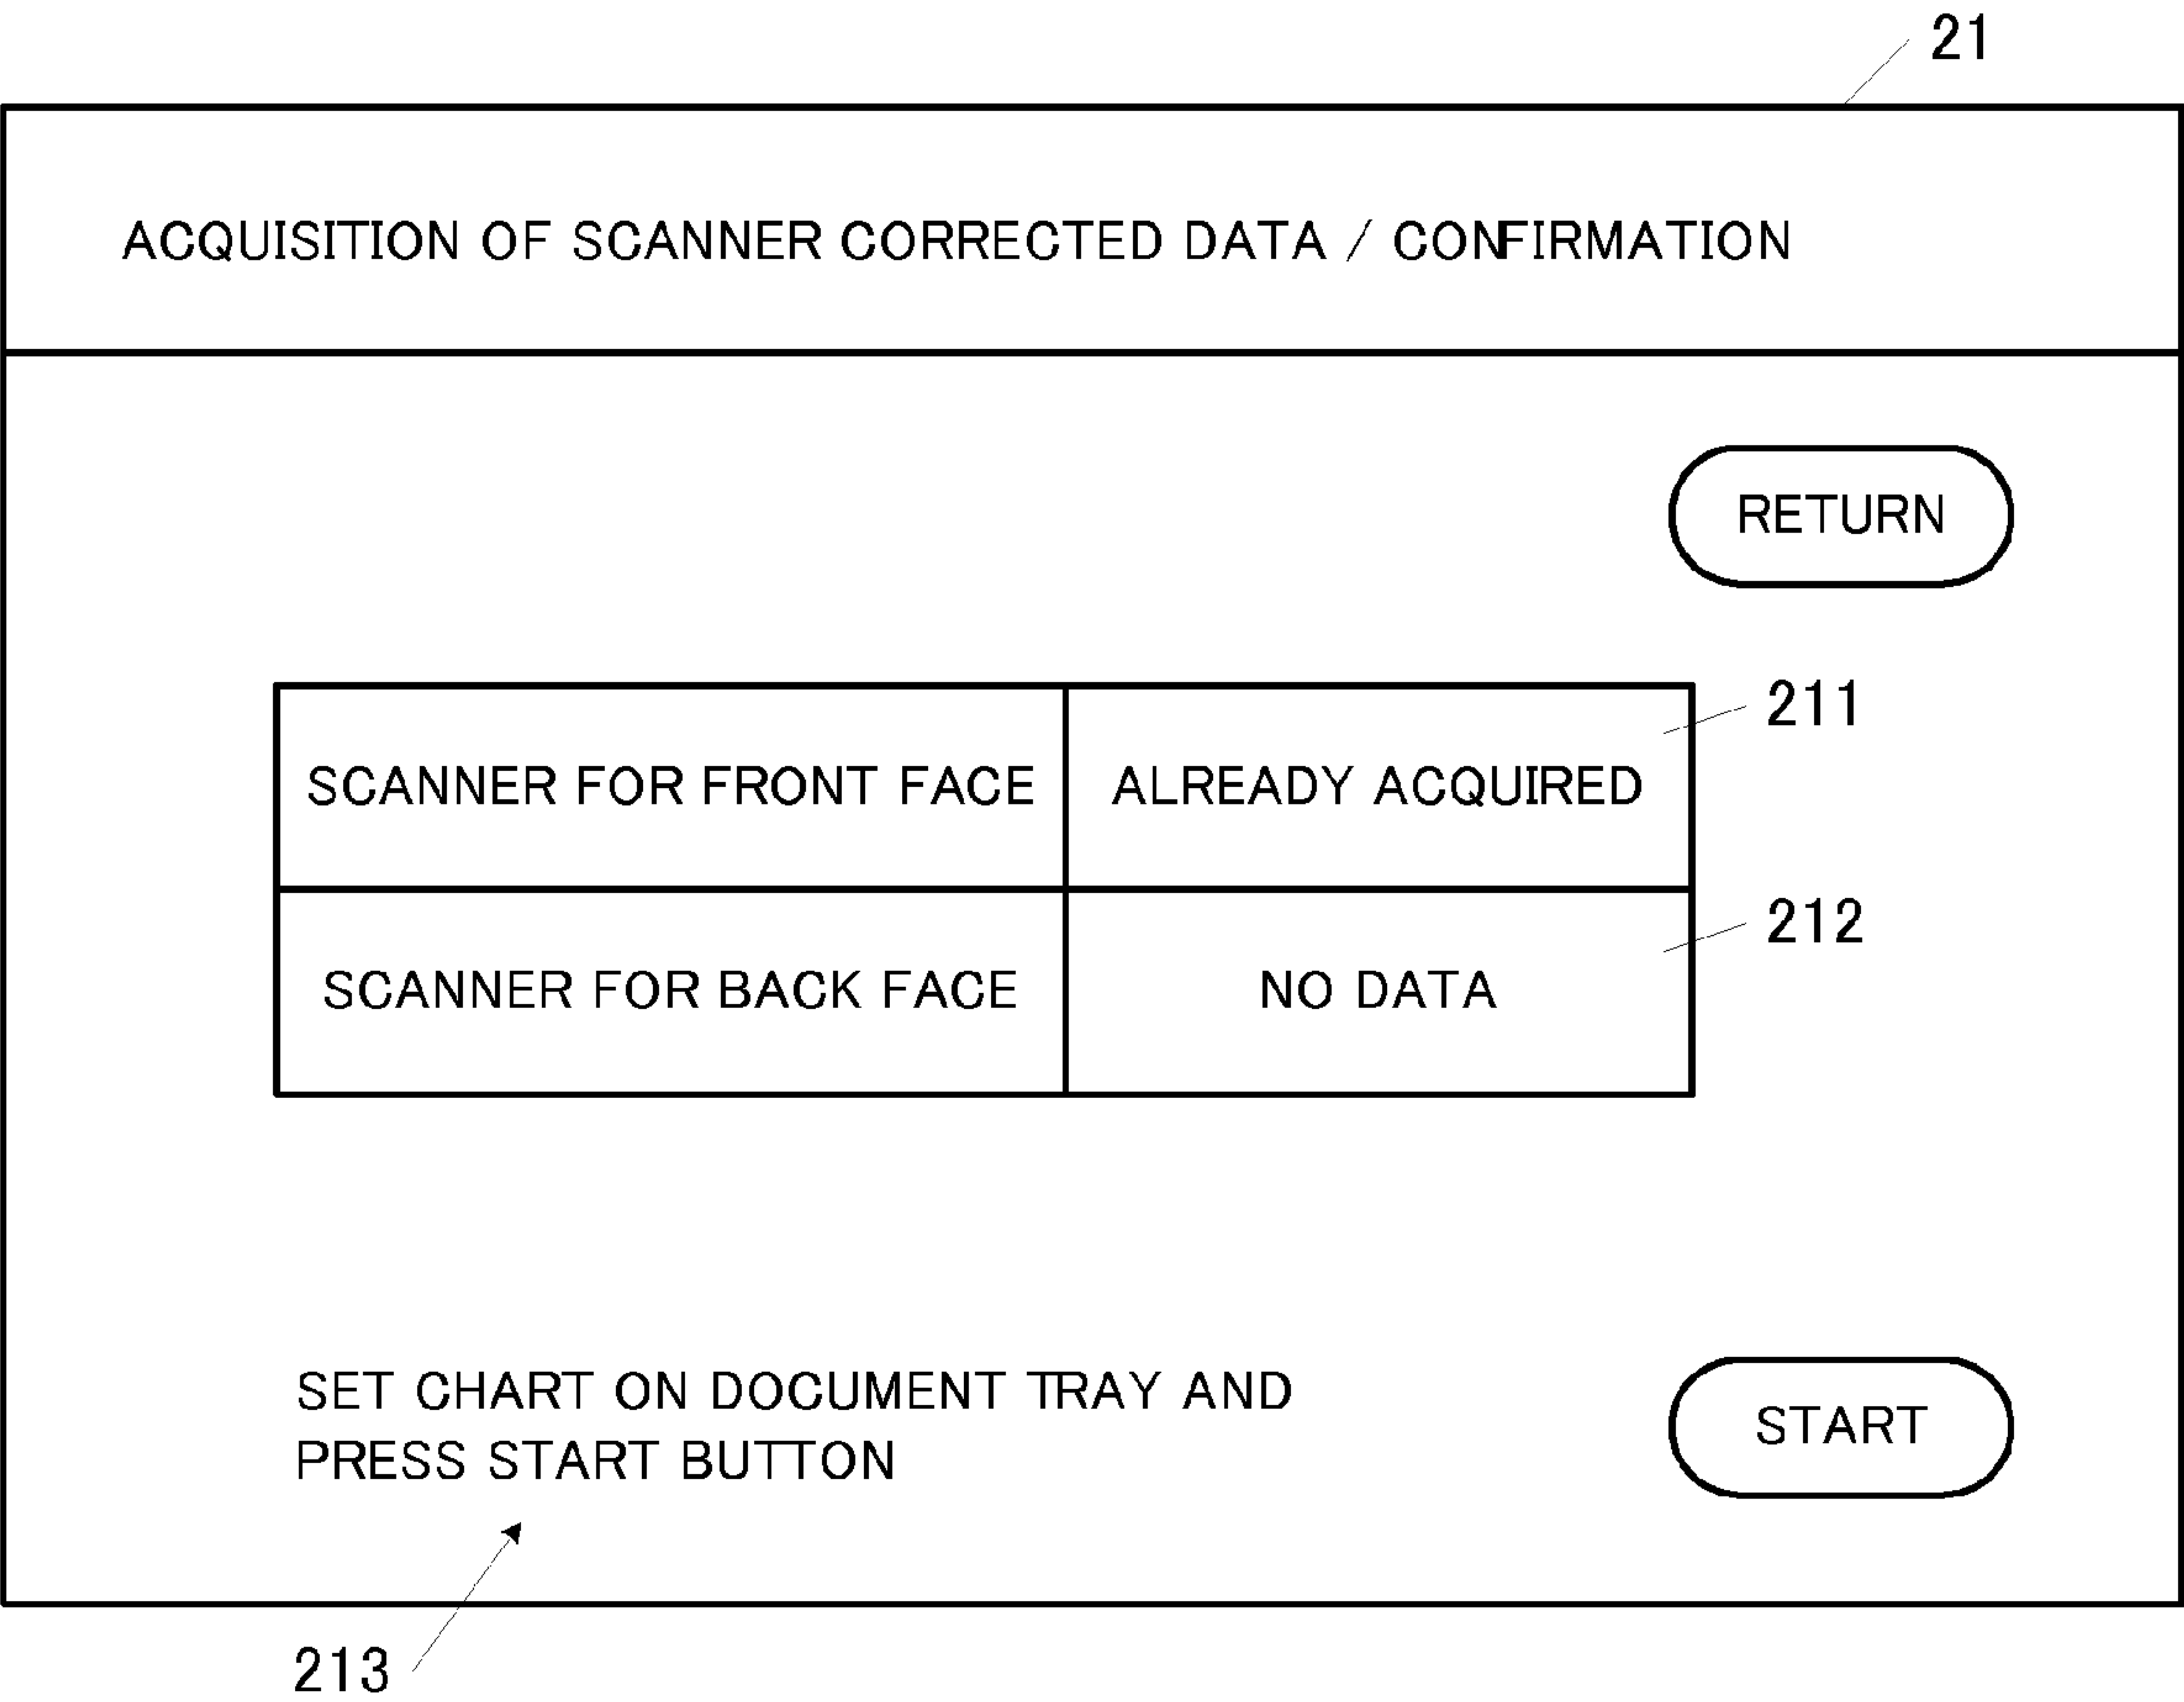 21
ACQUISITION OF SCANNER CORRECTED DATA / CONFIRMATION
RETURN
211
SCANNER FOR FRONT FACE ALREADY ACQUIRED
212
SCANNER FOR BACK FACE NO DATA
SET CHART ON DOCUMENT TRAY AND
PRESS START BUTTON
START
213